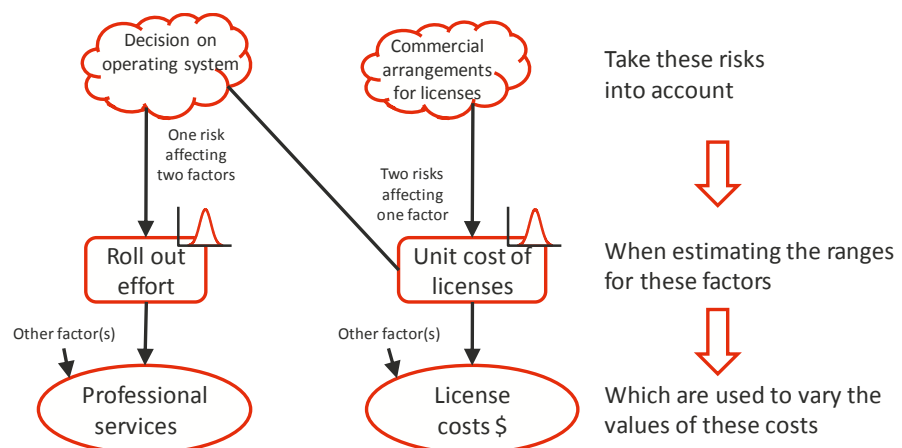 Decision on
operating system
Commercial
arrangements
for licenses
Take these risks
into account
One risk
affecting
two factors
Two risks
affecting
one factor
Roll out
effort
Unit cost of
licenses
When estimating the ranges
for these factors
Other factor(s)
Other factor(s)
Professional
services
License
costs $
Which are used to vary the
values of these costs